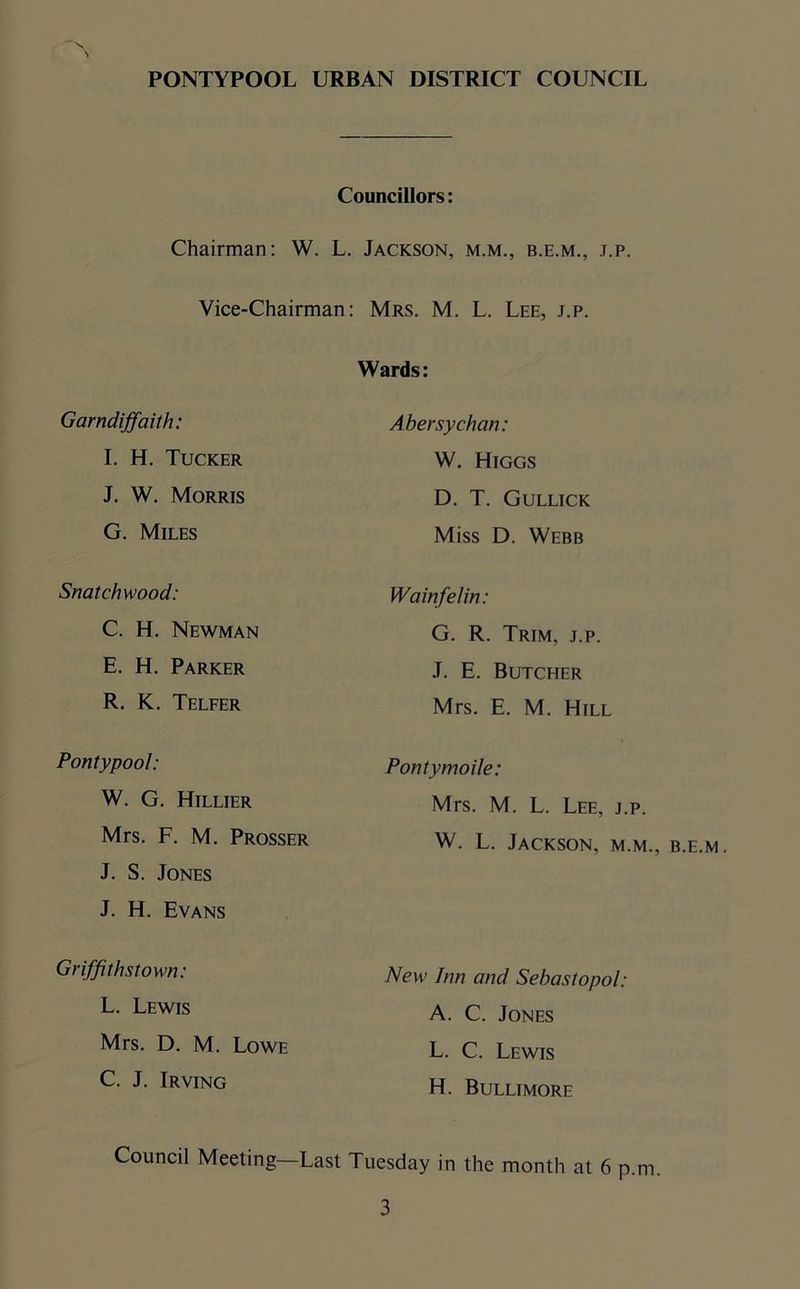 PONTYPOOL URBAN DISTRICT COUNCIL
Councillors:
Chairman: W. L. JACKSON, M.M., B.E.M., J.P.
Vice-Chairman: MRS. M. L. LEE, J.P.
Wards:
Garndiffaith:
I. H. TUCKER
J. W. MORRIS
G. MILES
Abersychan:
W. HIGGS
D. T. GULLICK
Miss D. WEBB
Snatchwood:
C. H. NEWMAN
E. H. PARKER
R. K. TELFER
Wainfelin:
G. R. TRIM, J.P.
J. E. BUTCHER
Mrs. E. M. HILL
Pontypool:
W. G. HILLIER
Mrs. F. M. PROSSER
J. S. JONES
J. H. EVANS
Pontymoile:
Mrs. M. L. LEE, J.P.
W. L. JACKSON, M.M., B.E.M.
Griffithstown:
L. LEWIS
Mrs. D. M. LOWE
C. J. IRVING
New Inn and Sebastopol:
A. C. JONES
L. C. LEWIS
H. BULLIMORE
Council Meeting—Last Tuesday in the month at 6 p.m.
3